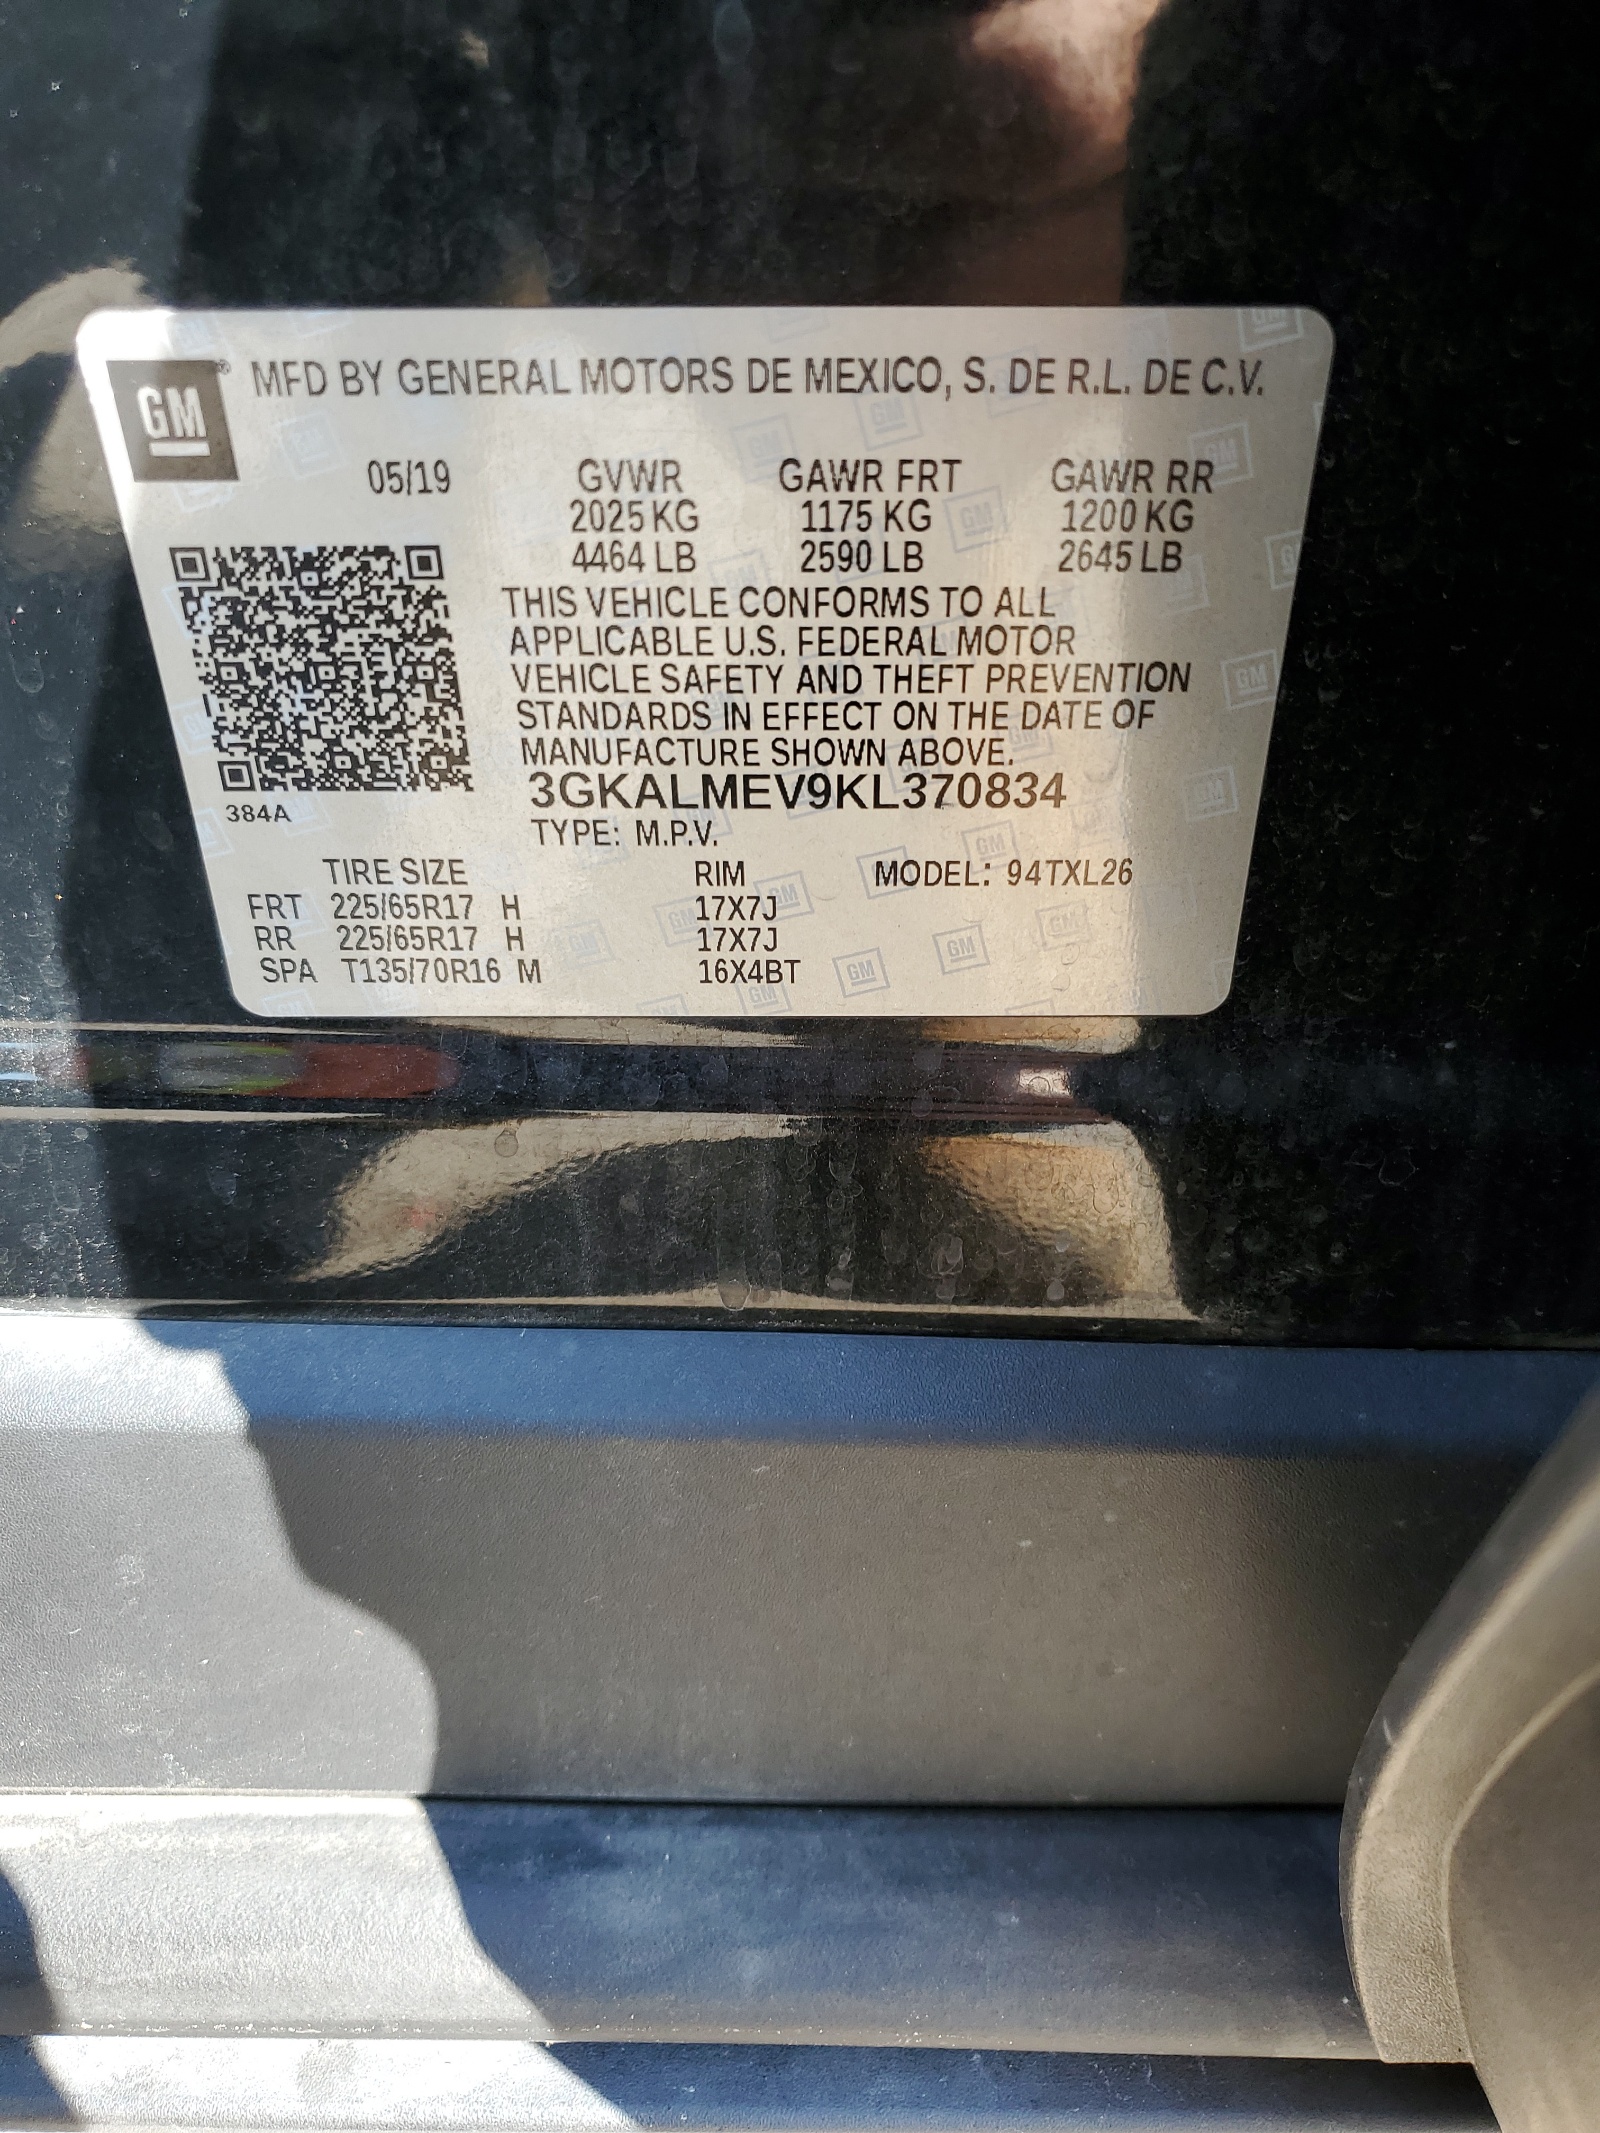 GM® MFD BY GENERAL MOTORS DE MEXICO, S. DE R.L. DE C.V.
05/19 GVWR GAWR FRT GAWR RR
2025 KG 1175 KG 1200 KG
4464 LB 2590 LB 2645 LB
THIS VEHICLE CONFORMS TO ALL
APPLICABLE U.S. FEDERAL MOTOR
VEHICLE SAFETY AND THEFT PREVENTION
STANDARDS IN EFFECT ON THE DATE OF
MANUFACTURE SHOWN ABOVE.
3GKALMEV9KL370834
384A
TYPE: M.P.V.
TIRE SIZE RIM MODEL: 94TXL26
FRT 225/65R17 H 17X7J
RR 225/65R17 H 17X7J
SPA T135/70R16 M 16X4BT